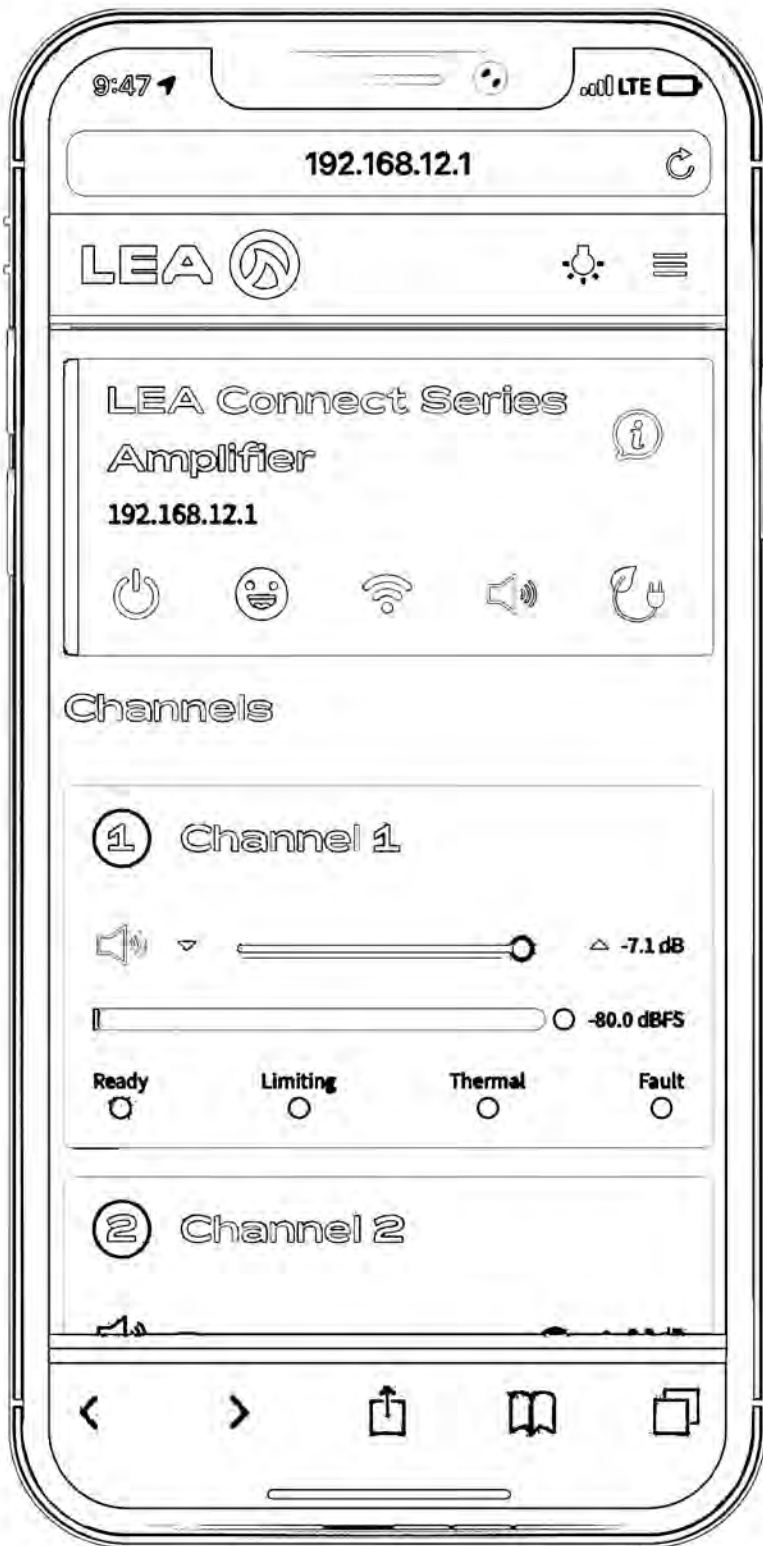 9:47 LTE
192.168.12.1
LEA
LEA Connect Series
Amplifier
192.168.12.1
Channels
1 Channel 1
-7.1 dB
-80.0 dBFS
Ready Limiting Thermal Fault
2 Channel 2